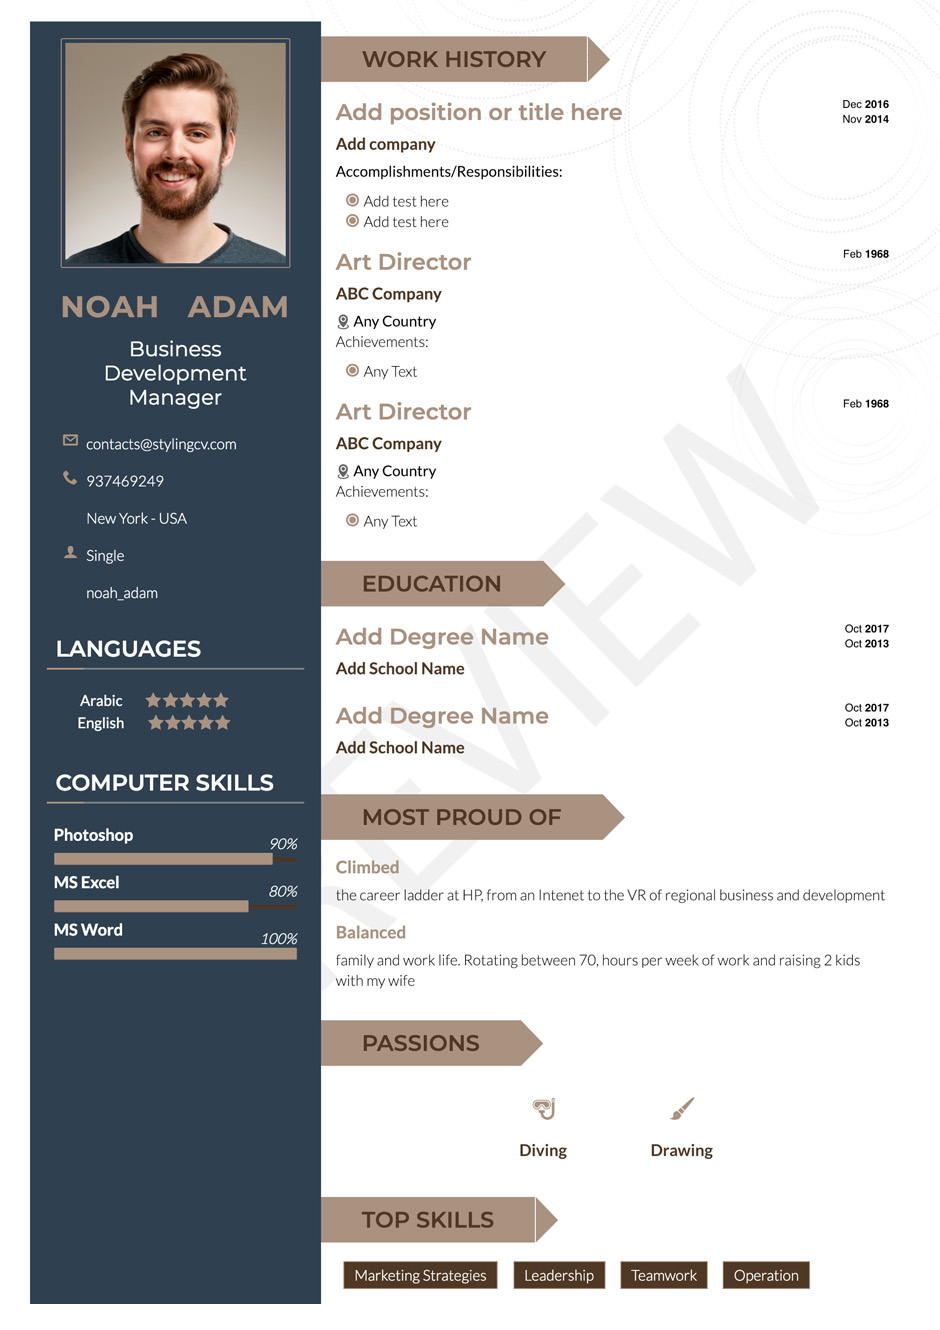 NOAH ADAM
Business
Development
Manager
contacts@stylingcv.com
937469249
New York - USA
Single
noah_adam
LANGUAGES
Arabic
English
COMPUTER SKILLS
Photoshop
90%
MS Excel
80%
MS Word
100%
WORK HISTORY
Add position or title here
Dec 2016
Nov 2014
Add company
Accomplishments/Responsibilities:
Add test here
Add test here
Art Director
Feb 1968
ABC Company
Any Country
Achievements:
Any Text
Art Director
Feb 1968
ABC Company
Any Country
Achievements:
Any Text
EDUCATION
Add Degree Name
Oct 2017
Oct 2013
Add School Name
Add Degree Name
Oct 2017
Oct 2013
Add School Name
MOST PROUD OF
Climbed
the career ladder at HP, from an Intenet to the VR of regional business and development
Balanced
family and work life. Rotating between 70, hours per week of work and raising 2 kids
with my wife
PASSIONS
Diving
Drawing
TOP SKILLS
Marketing Strategies
Leadership
Teamwork
Operation
PREVIEW